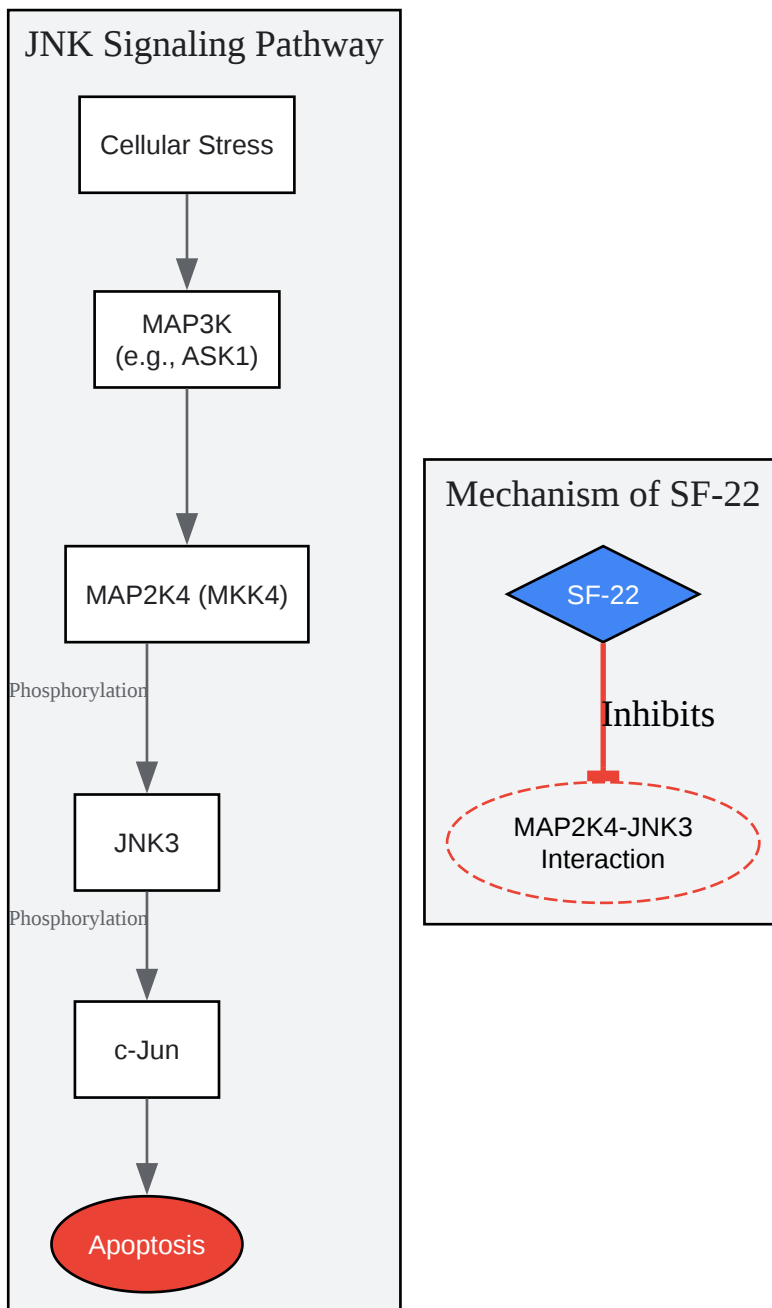 JNK Signaling Pathway
Cellular Stress
MAP3K
(e.g., ASK1)
MAP2K4 (MKK4)
Phosphorylation
JNK3
Phosphorylation
c-Jun
Apoptosis
Mechanism of SF-22
SF-22
Inhibits
MAP2K4-JNK3
Interaction